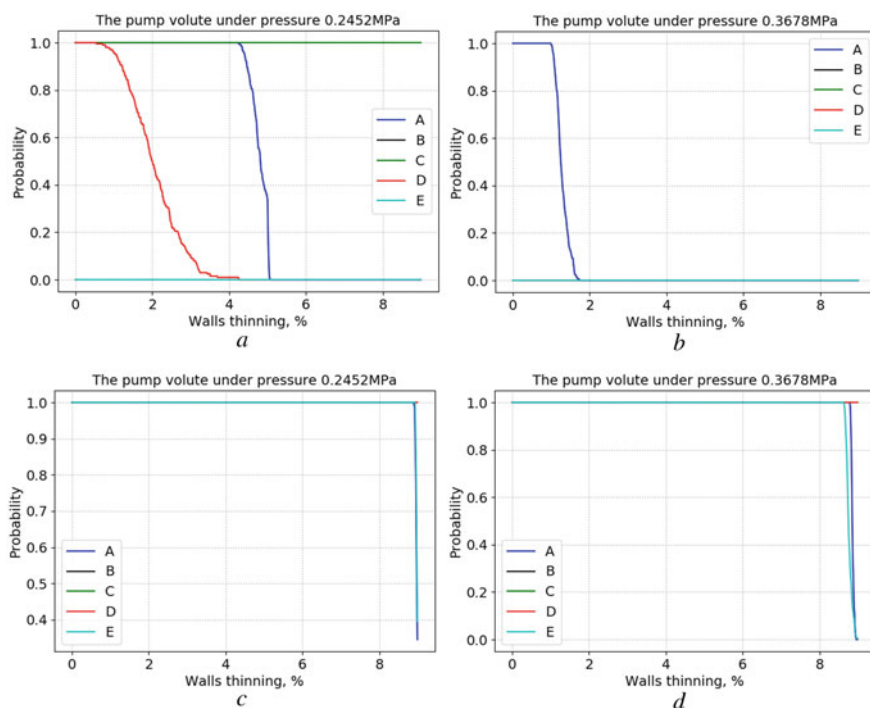 The pump volute under pressure 0.2452MPa
1.0
0.8
0.6
0.4
0.2
0.0
Probability
A
B
C
D
E
0 2 4 6 8
Walls thinning, %
a
The pump volute under pressure 0.3678MPa
1.0
0.8
0.6
0.4
0.2
0.0
Probability
A
B
C
D
E
0 2 4 6 8
Walls thinning, %
b
The pump volute under pressure 0.2452MPa
1.0
0.9
0.8
0.7
0.6
0.5
0.4
Probability
A
B
C
D
E
0 2 4 6 8
Walls thinning, %
c
The pump volute under pressure 0.3678MPa
1.0
0.8
0.6
0.4
0.2
0.0
Probability
A
B
C
D
E
0 2 4 6 8
Walls thinning, %
d